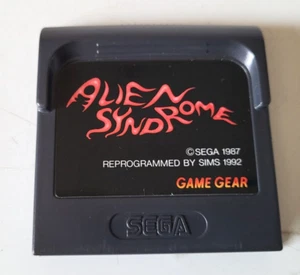 ALIEN
SYNDROME
©SEGA 1987
REPROGRAMMED BY SIMS 1992
GAME GEAR
SEGA